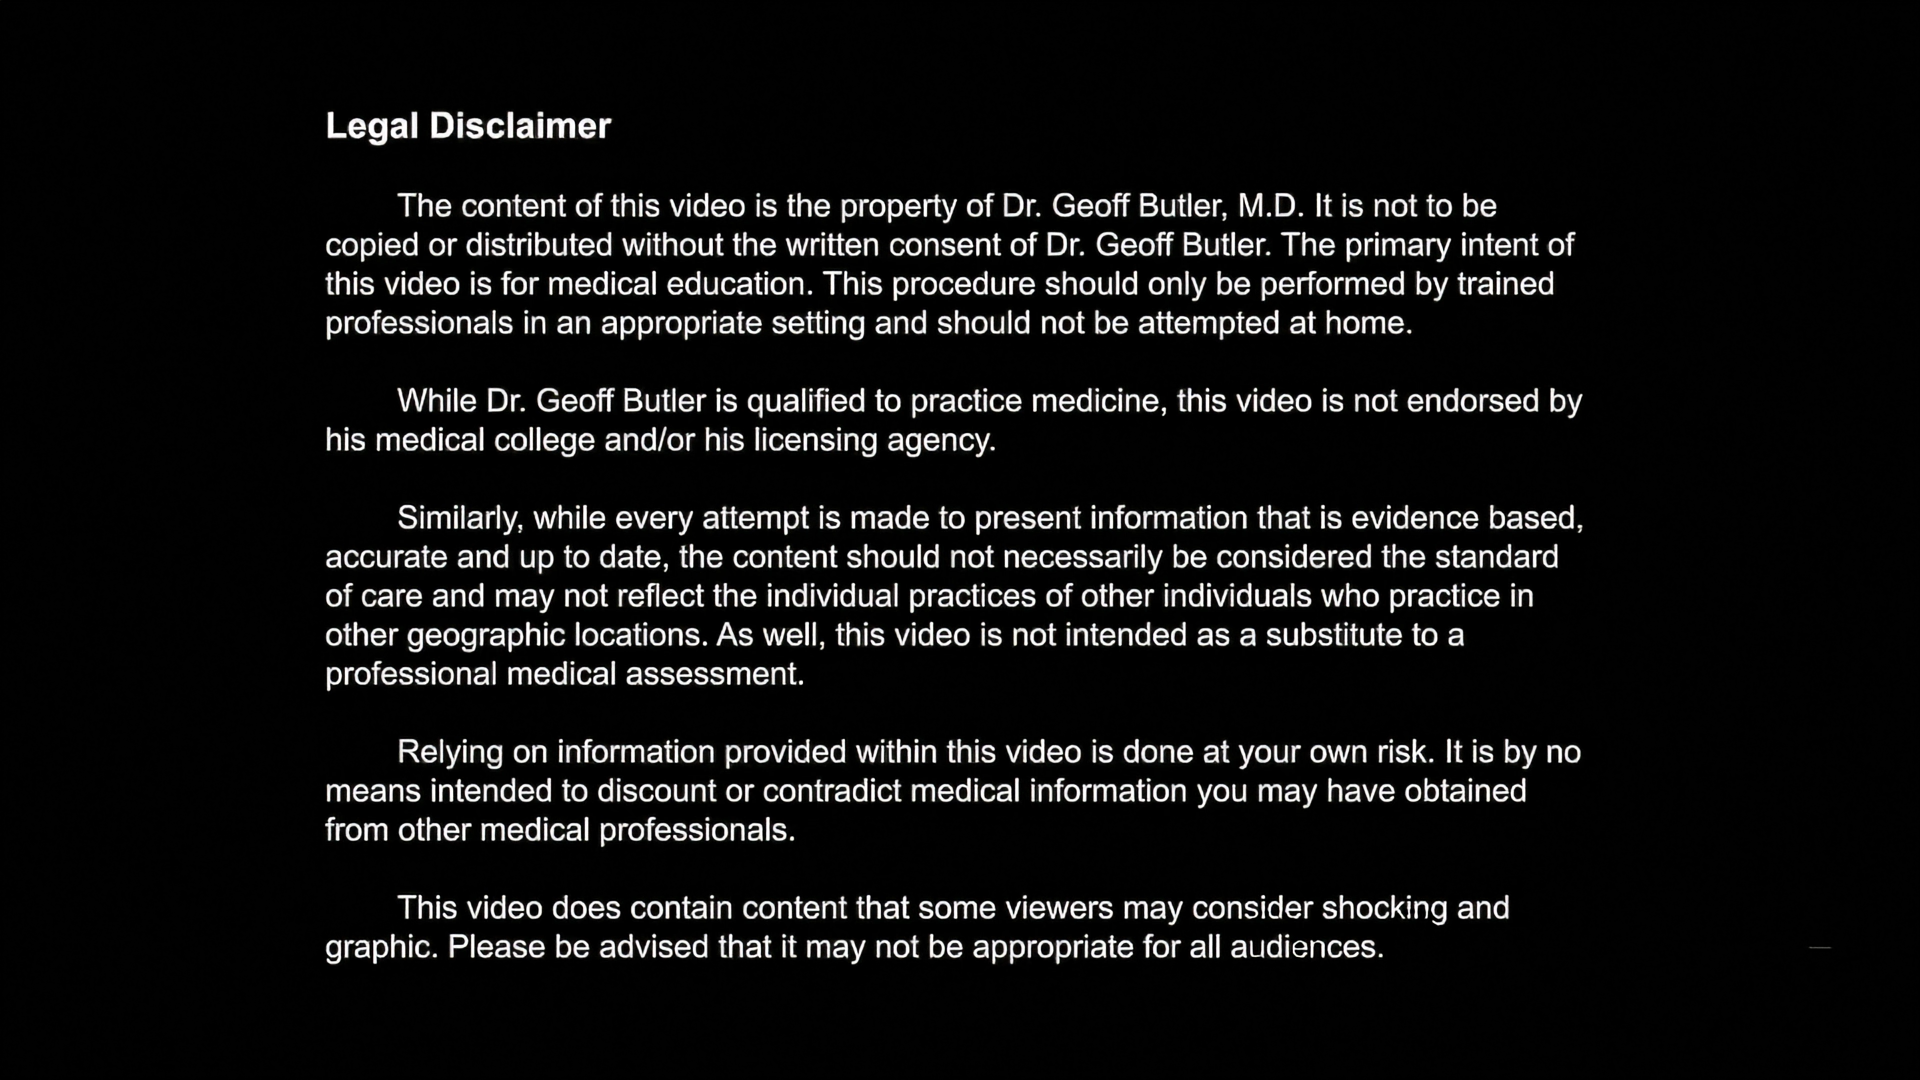 Legal Disclaimer
The content of this video is the property of Dr. Geoff Butler, M.D. It is not to be
copied or distributed without the written consent of Dr. Geoff Butler. The primary intent of
this video is for medical education. This procedure should only be performed by trained
professionals in an appropriate setting and should not be attempted at home.
While Dr. Geoff Butler is qualified to practice medicine, this video is not endorsed by
his medical college and/or his licensing agency.
Similarly, while every attempt is made to present information that is evidence based,
accurate and up to date, the content should not necessarily be considered the standard
of care and may not reflect the individual practices of other individuals who practice in
other geographic locations. As well, this video is not intended as a substitute to a
professional medical assessment.
Relying on information provided within this video is done at your own risk. It is by no
means intended to discount or contradict medical information you may have obtained
from other medical professionals.
This video does contain content that some viewers may consider shocking and
graphic. Please be advised that it may not be appropriate for all audiences.